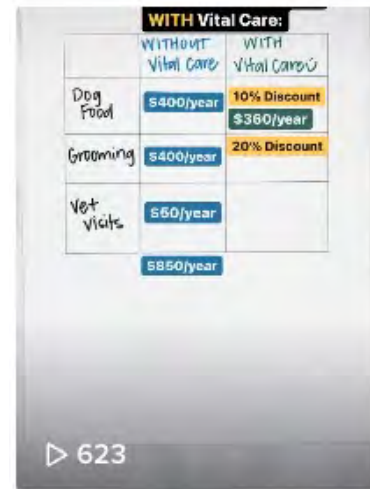 WITH Vital Care:
WITHOUT Vital Care
WITH Vital Care
Dog Food
$400/year
10% Discount
$360/year
Grooming
$400/year
20% Discount
Vet Visits
$50/year
$850/year
623